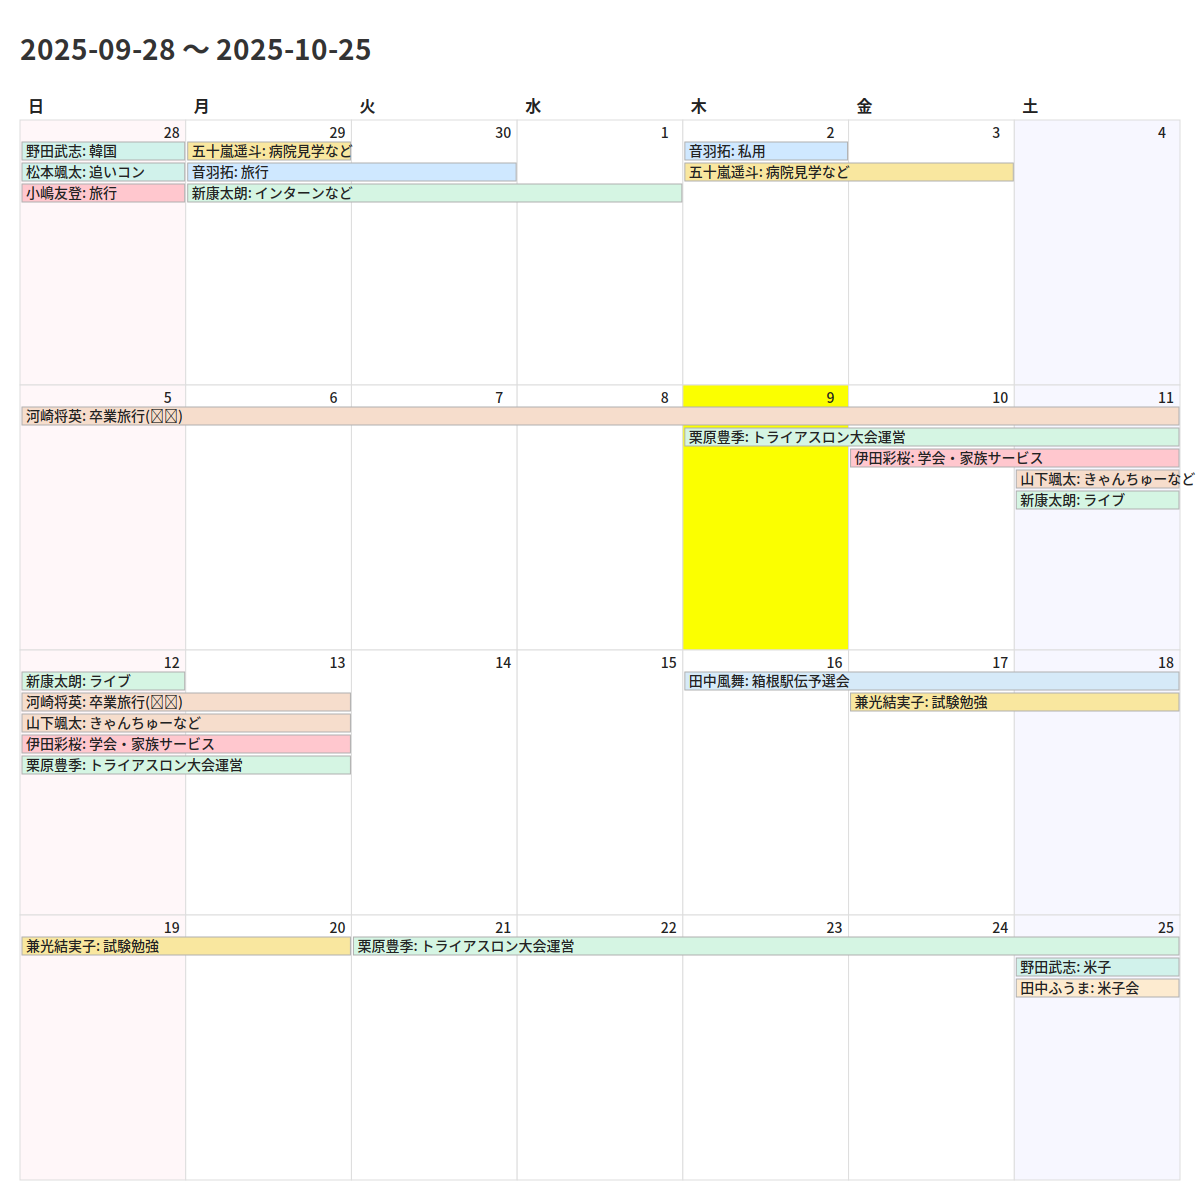 2025-09-28 〜 2025-10-25
日 月 火 水 木 金 土
28 29 30 1 2 3 4
野田武志: 韓国 五十嵐遥斗: 病院見学など 音羽拓: 私用
松本颯太: 追いコン 音羽拓: 旅行 五十嵐遥斗: 病院見学など
小嶋友登: 旅行 新康太朗: インターンなど
5 6 7 8 9 10 11
河崎将英: 卒業旅行(□□)
栗原豊季: トライアスロン大会運営
伊田彩桜: 学会・家族サービス
山下颯太: きゃんちゅーなど
新康太朗: ライブ
12 13 14 15 16 17 18
新康太朗: ライブ 田中風舞: 箱根駅伝予選会
河崎将英: 卒業旅行(□□) 兼光結実子: 試験勉強
山下颯太: きゃんちゅーなど
伊田彩桜: 学会・家族サービス
栗原豊季: トライアスロン大会運営
19 20 21 22 23 24 25
兼光結実子: 試験勉強 栗原豊季: トライアスロン大会運営
野田武志: 米子
田中ふうま: 米子会